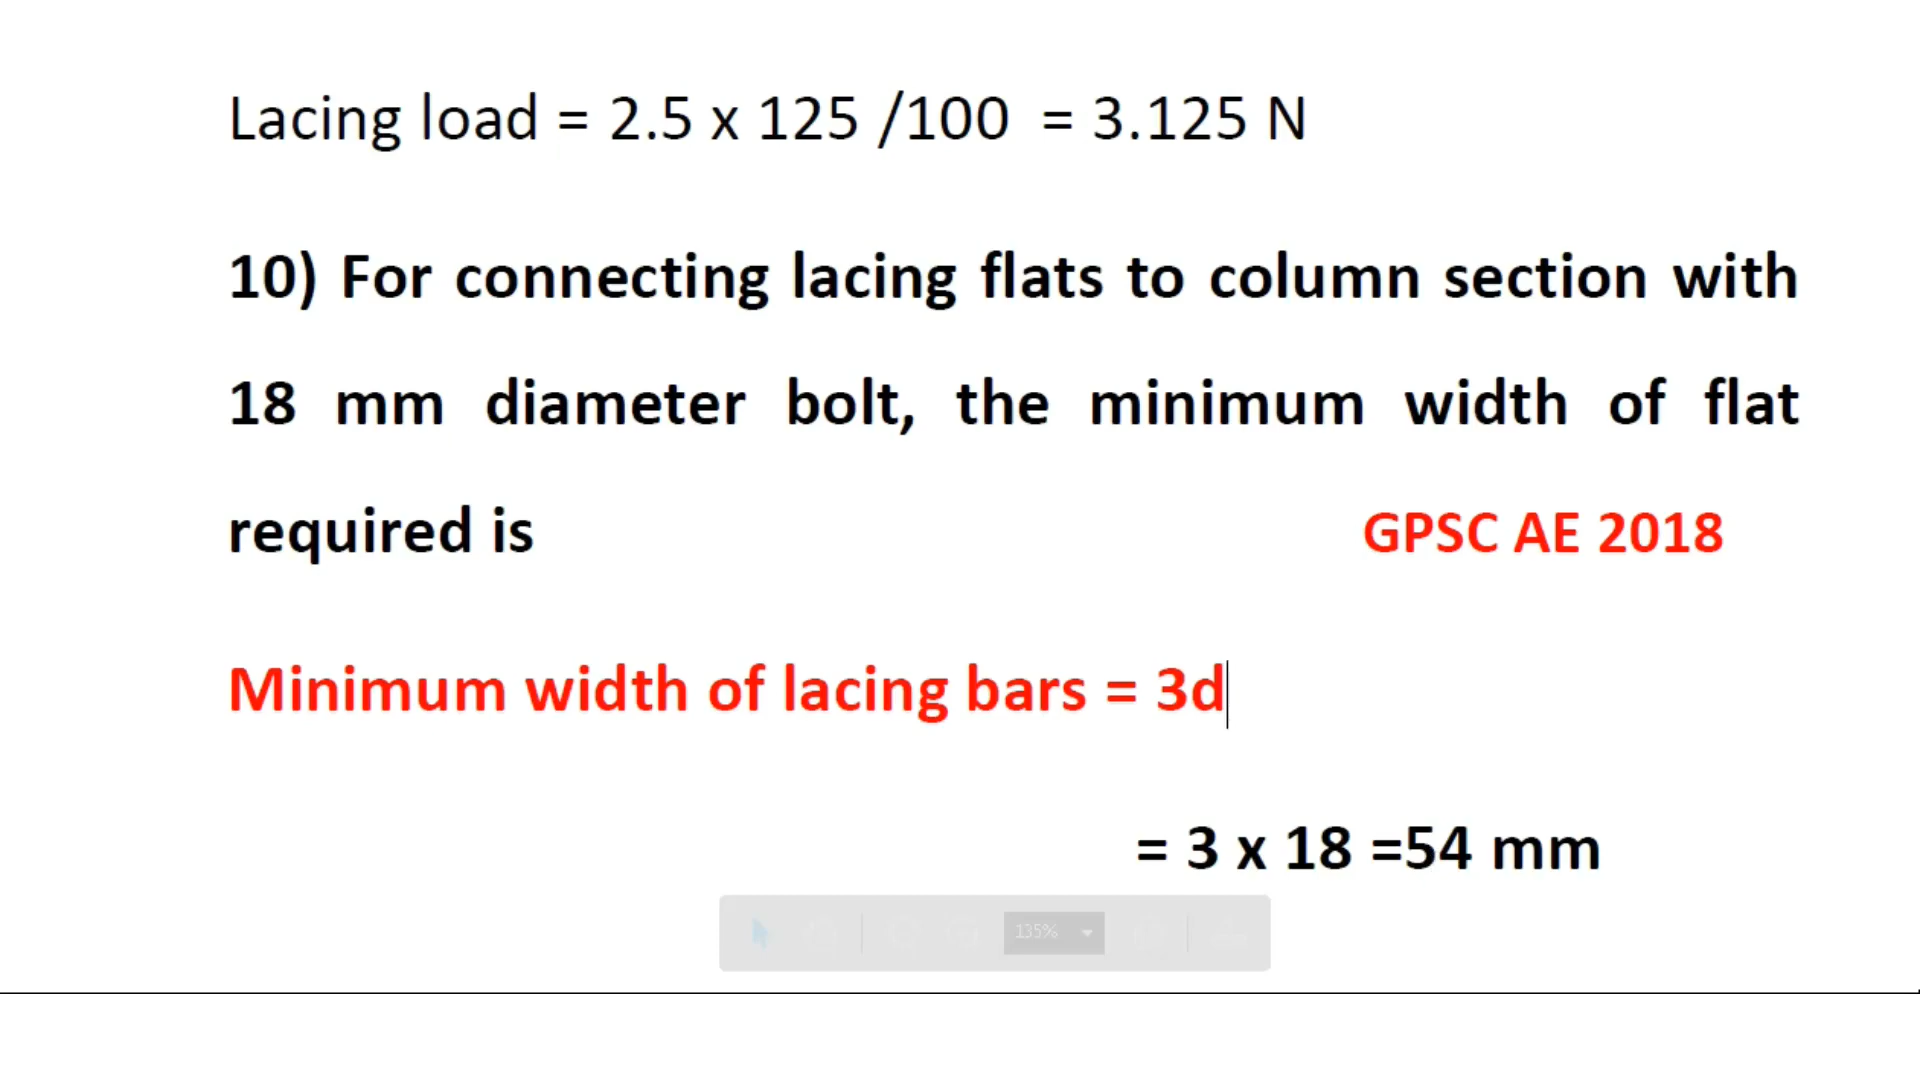 Lacing load = 2.5 x 125 /100 = 3.125 N
10) For connecting lacing flats to column section with
18 mm diameter bolt, the minimum width of flat
required is GPSC AE 2018
Minimum width of lacing bars = 3d
= 3 x 18 =54 mm
135%